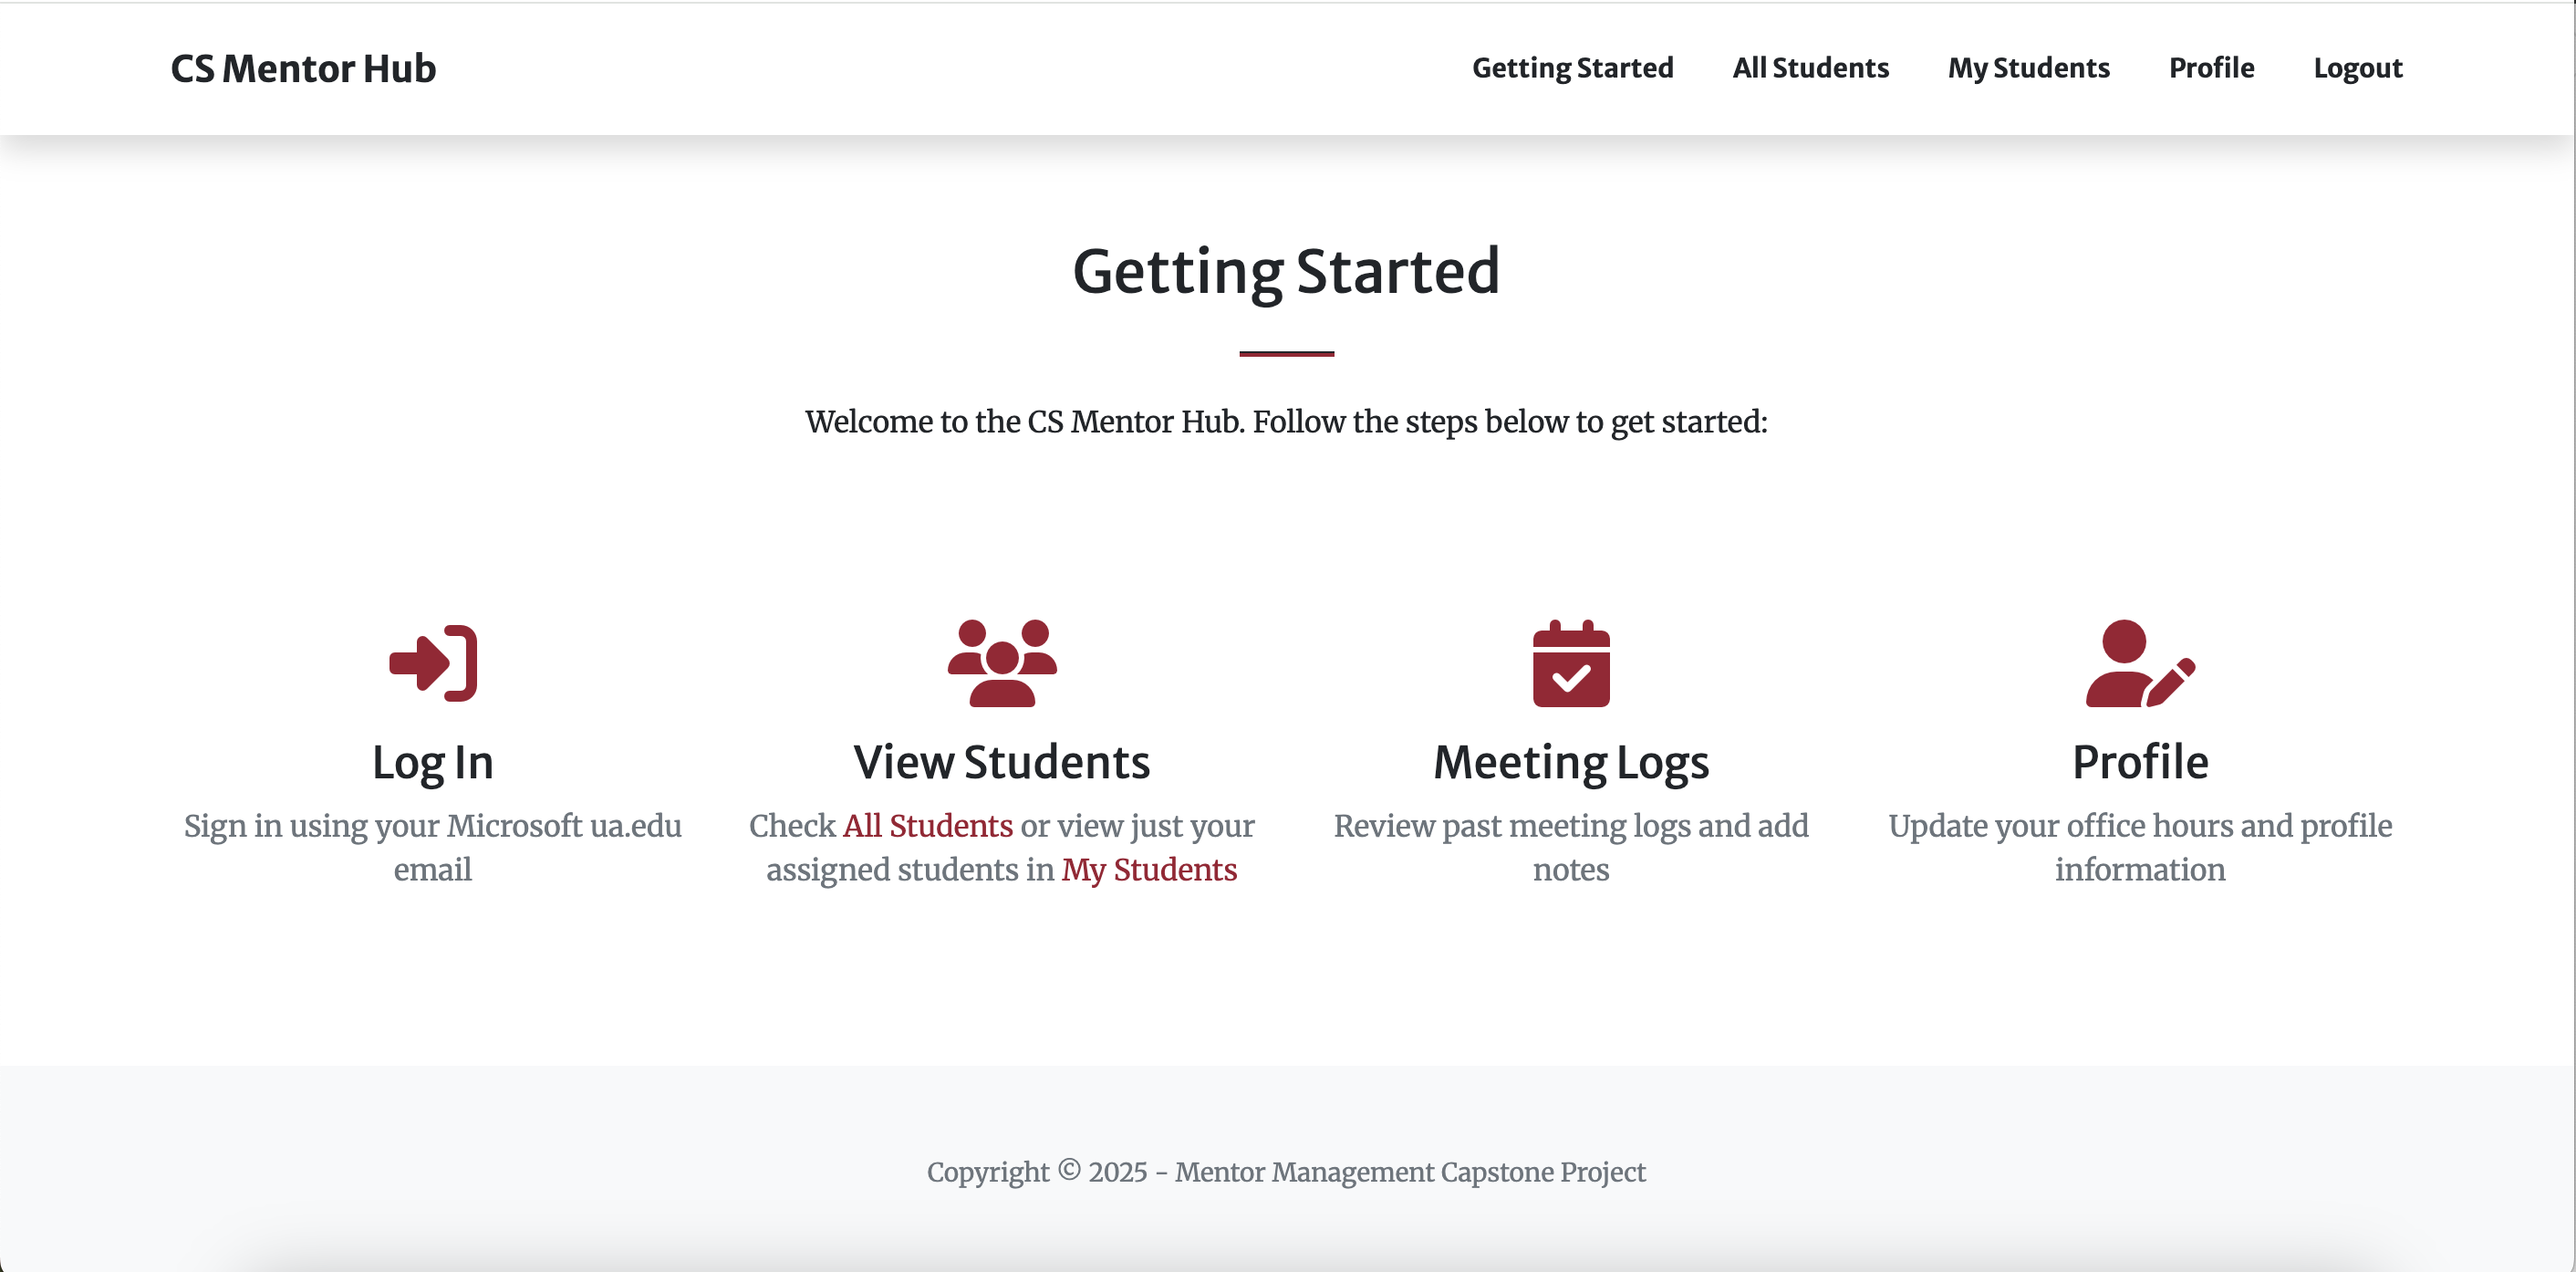 CS Mentor Hub
Getting Started
All Students
My Students
Profile
Logout
Getting Started
Welcome to the CS Mentor Hub. Follow the steps below to get started:
Log In
Sign in using your Microsoft ua.edu
email
View Students
Check All Students or view just your
assigned students in My Students
Meeting Logs
Review past meeting logs and add
notes
Profile
Update your office hours and profile
information
Copyright © 2025 - Mentor Management Capstone Project